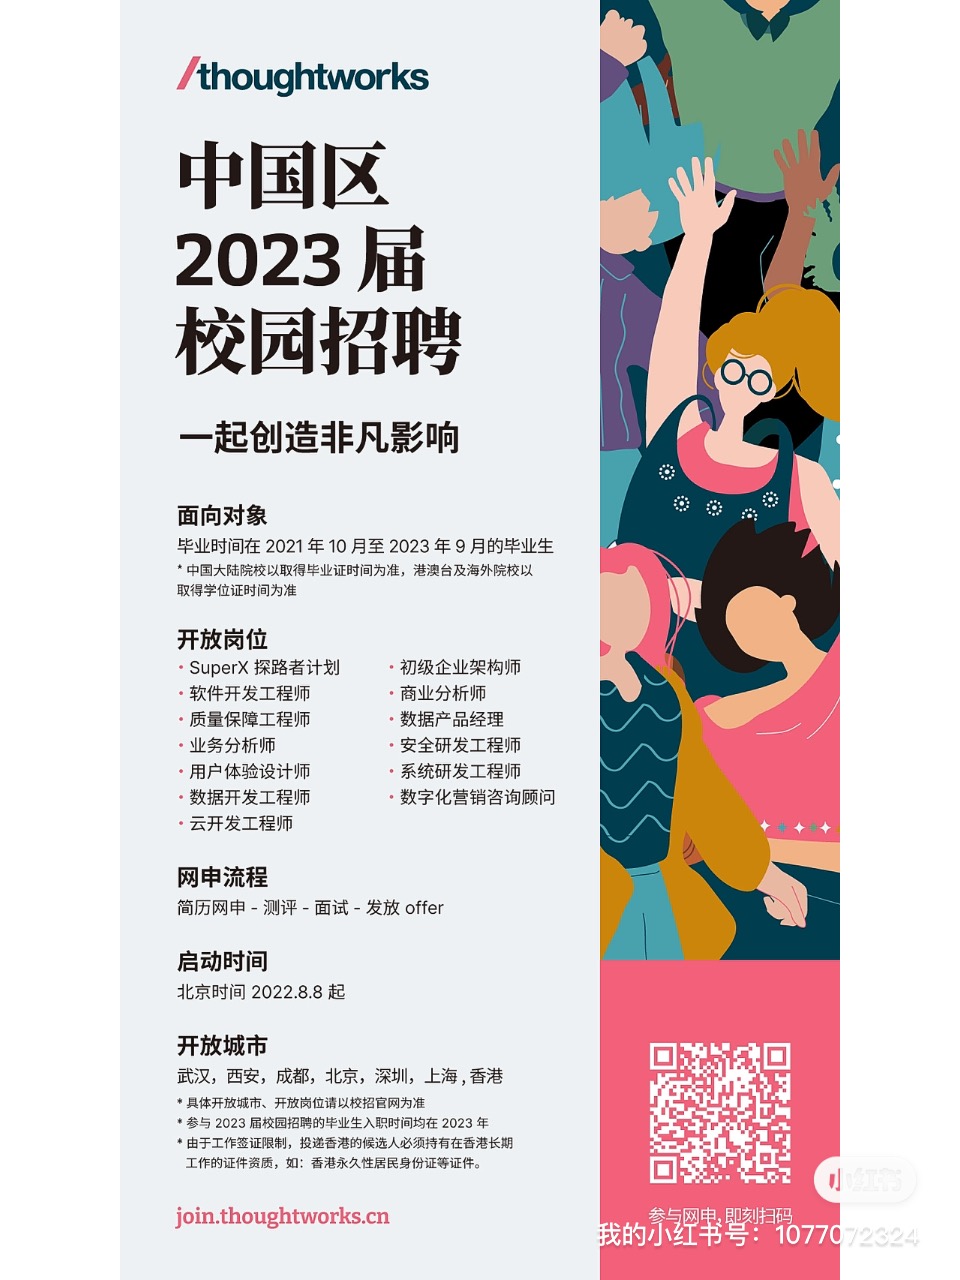 /thoughtworks
中国区
2023 届
校园招聘
一起创造非凡影响
面向对象
毕业时间在 2021 年 10 月至 2023 年 9 月的毕业生
* 中国大陆院校以取得毕业证时间为准，港澳台及海外院校以
取得学位证时间为准
开放岗位
· SuperX 探路者计划
· 软件开发工程师
· 质量保障工程师
· 业务分析师
· 用户体验设计师
· 数据开发工程师
· 云开发工程师
· 初级企业架构师
· 商业分析师
· 数据产品经理
· 安全研发工程师
· 系统研发工程师
· 数字化营销咨询顾问
网申流程
简历网申 - 测评 - 面试 - 发放 offer
启动时间
北京时间 2022.8.8 起
开放城市
武汉，西安，成都，北京，深圳，上海 , 香港
* 具体开放城市、开放岗位请以校招官网为准
* 参与 2023 届校园招聘的毕业生入职时间均在 2023 年
* 由于工作签证限制，投递香港的候选人必须持有在香港长期
工作的证件资质，如：香港永久性居民身份证等证件。
join.thoughtworks.cn
参与网申, 即刻扫码
小红书
我的小红书号：1077072324